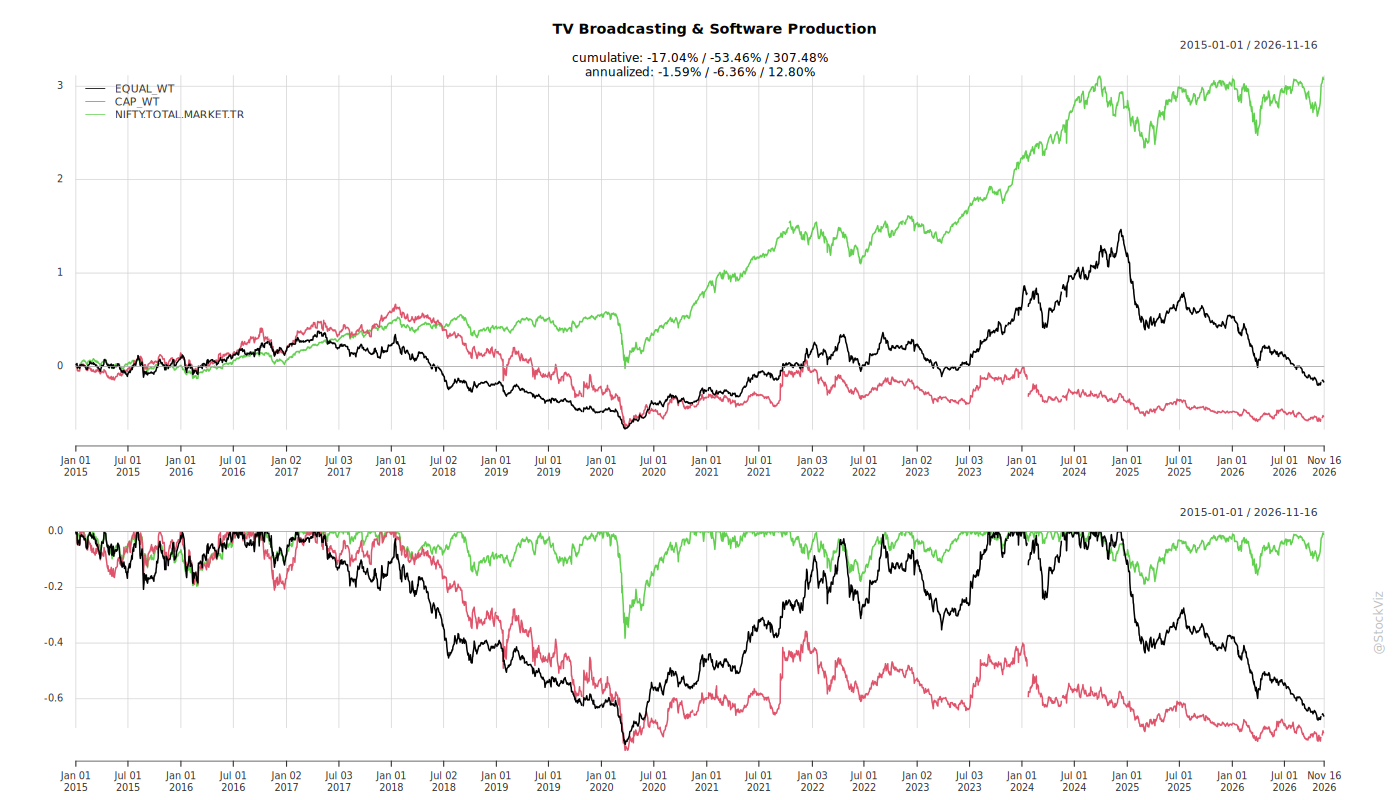 TV Broadcasting & Software Production
2015-01-01 / 2026-11-16
cumulative: -17.04% / -53.46% / 307.48%
annualized: -1.59% / -6.36% / 12.80%
EQUAL_WT
CAP_WT
NIFTY.TOTAL.MARKET.TR
3
2
1
0
Jan 01 Jul 01 Jan 01 Jul 01 Jan 02 Jul 03 Jan 01 Jul 02 Jan 01 Jul 01 Jan 01 Jul 01 Jan 01 Jul 01 Jan 03 Jul 01 Jan 02 Jul 03 Jan 01 Jul 01 Jan 01 Jul 01 Jan 01 Jul 01 Nov 16
2015 2015 2016 2016 2017 2017 2018 2018 2019 2019 2020 2020 2021 2021 2022 2022 2023 2023 2024 2024 2025 2025 2026 2026 2026
2015-01-01 / 2026-11-16
0.0
-0.2
-0.4
-0.6
Jan 01 Jul 01 Jan 01 Jul 01 Jan 02 Jul 03 Jan 01 Jul 02 Jan 01 Jul 01 Jan 01 Jul 01 Jan 01 Jul 01 Jan 03 Jul 01 Jan 02 Jul 03 Jan 01 Jul 01 Jan 01 Jul 01 Jan 01 Jul 01 Nov 16
2015 2015 2016 2016 2017 2017 2018 2018 2019 2019 2020 2020 2021 2021 2022 2022 2023 2023 2024 2024 2025 2025 2026 2026 2026
@StockViz